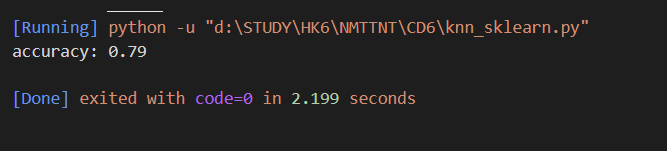 [Running] python -u "d:\STUDY\HK6\NMTTNT\CD6\knn_sklearn.py"
accuracy: 0.79
[Done] exited with code=0 in 2.199 seconds